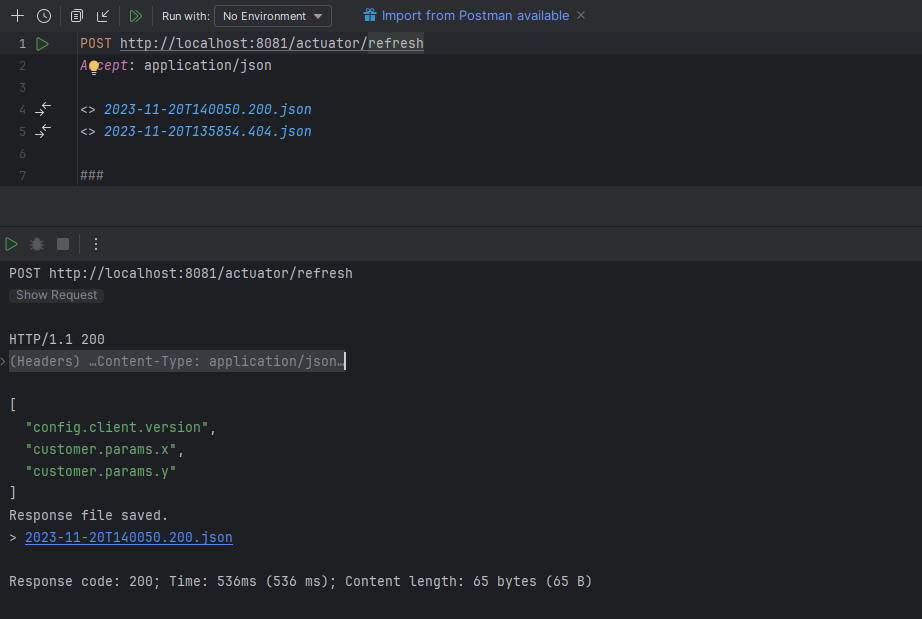 Run with: No Environment Import from Postman available
1 POST http://localhost:8081/actuator/refresh
2 Accept: application/json
3
4 <> 2023-11-20T140050.200.json
5 <> 2023-11-20T135854.404.json
6
7 ###
POST http://localhost:8081/actuator/refresh
Show Request
HTTP/1.1 200
(Headers) …Content-Type: application/json…
[
"config.client.version",
"customer.params.x",
"customer.params.y"
]
Response file saved.
> 2023-11-20T140050.200.json
Response code: 200; Time: 536ms (536 ms); Content length: 65 bytes (65 B)